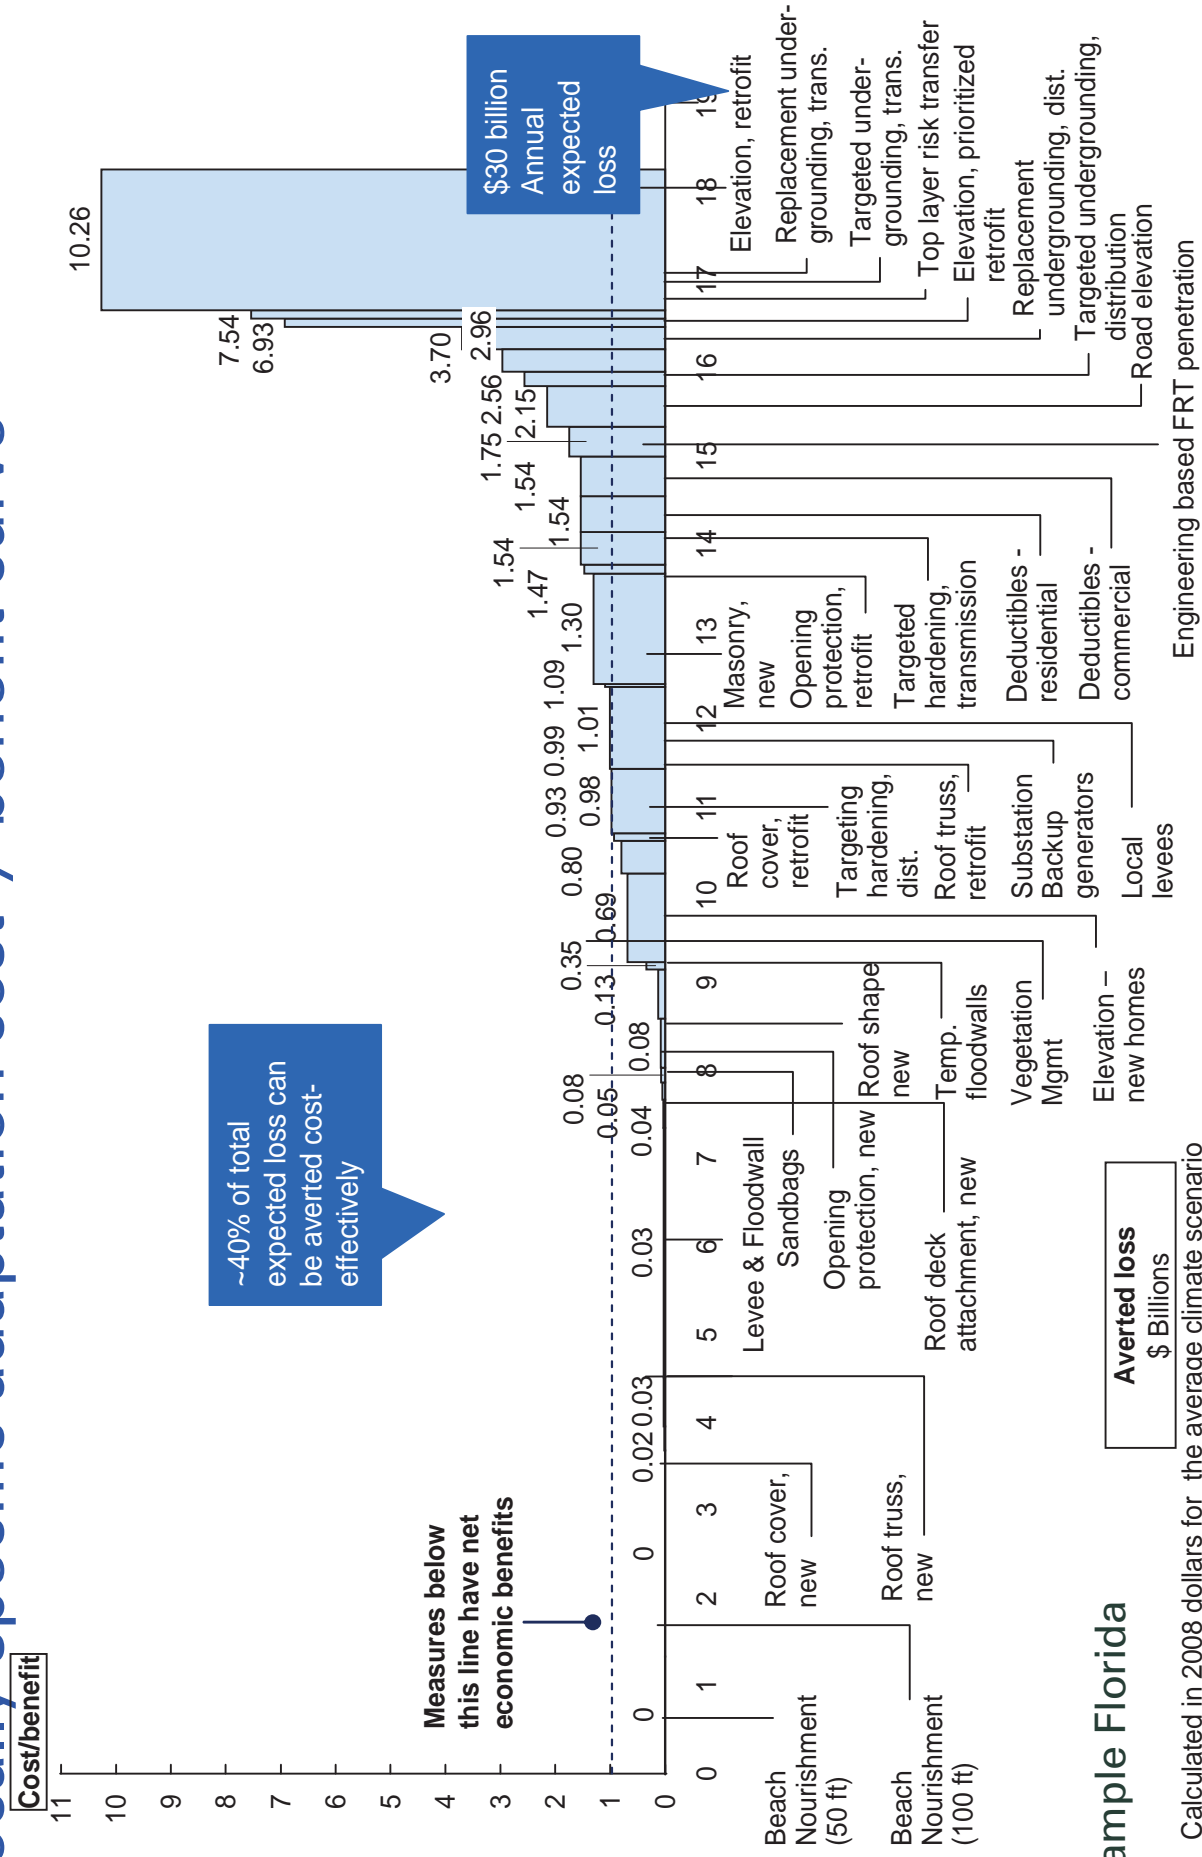 Cost/benefit
11
10
9
8
7
6
5
4
3
2
1
0
~40% of total
expected loss can
be averted cost-
effectively
$30 billion
Annual
expected
loss
Measures below
this line have net
economic benefits
0
0
0.02
0.03
0.03
0.04
0.05
0.08
0.08
0.13
0.35
0.69
0.80
0.93
0.98
0.99
1.01
1.09
1.30
1.47
1.54
1.54
1.54
1.75
2.15
2.56
2.96
3.70
6.93
7.54
10.26
0
1
2
3
4
5
6
7
8
9
10
11
12
13
14
15
16
17
18
19
Beach
Nourishment
(50 ft)
Beach
Nourishment
(100 ft)
Roof cover,
new
Roof truss,
new
Levee & Floodwall
Sandbags
Opening
protection, new
Roof deck
attachment, new
Roof shape
new
Temp.
floodwalls
Vegetation
Mgmt
Elevation –
new homes
Roof
cover,
retrofit
Targeting
hardening,
dist.
Roof truss,
retrofit
Substation
Backup
generators
Local
levees
Masonry,
new
Opening
protection,
retrofit
Targeted
hardening,
transmission
Deductibles -
residential
Deductibles -
commercial
Engineering based FRT penetration
Road elevation
Targeted undergrounding,
distribution
Replacement
undergrounding, dist.
Elevation, prioritized
retrofit
Top layer risk transfer
Targeted under-
grounding, trans.
Replacement under-
grounding, trans.
Elevation, retrofit
Averted loss
$ Billions
ample Florida
Calculated in 2008 dollars for the average climate scenario